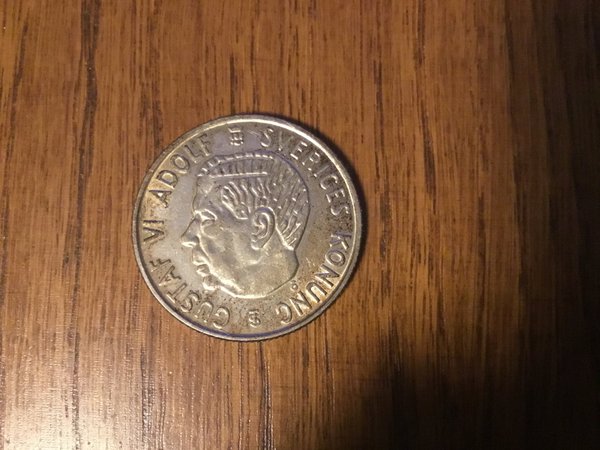 GUSTAF VI ADOLF
SVERIGES KONUNG